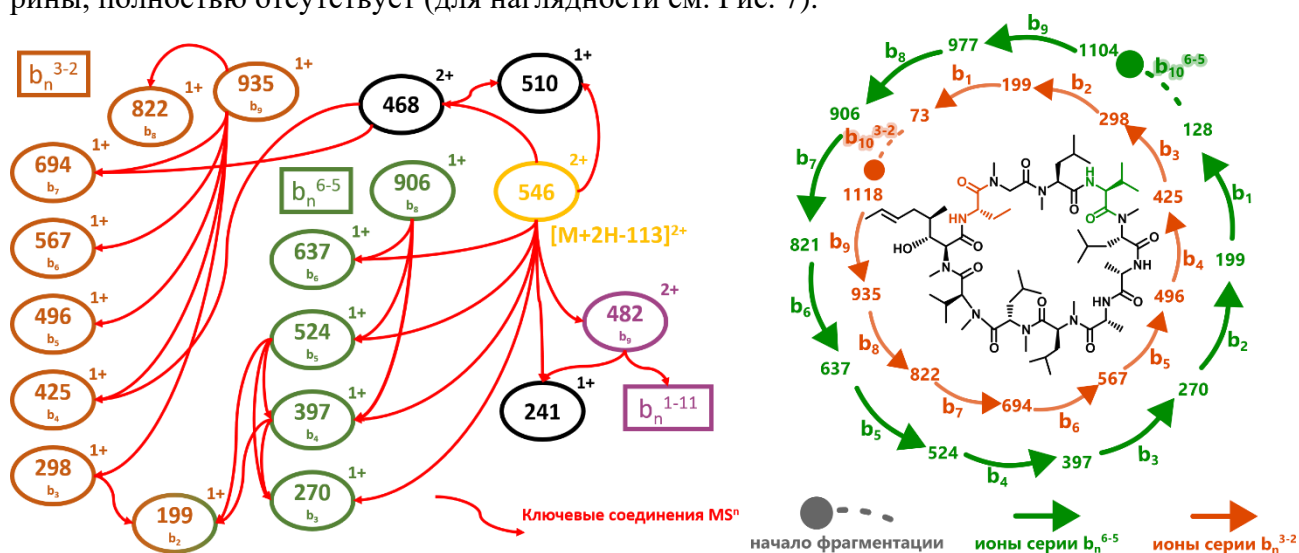 рины, полностью отсутствует (для наглядности см. Рис. 7).
b_n^{3-2}
822 b_8 1+
935 b_9 1+
468 2+
510 1+
694 b_7 1+
b_n^{6-5}
906 b_8 1+
546 2+
[M+2H-113]^{2+}
567 b_6 1+
637 b_6 1+
496 b_5 1+
524 b_5 1+
482 b_9 2+
425 b_4 1+
397 b_4 1+
241 1+
b_n^{1-11}
298 b_3 1+
270 b_3 1+
199 b_2 1+
Ключевые соединения MS^n
b_9
977
1104
b_8
b_10^{6-5}
b_1
199
b_2
906
73
298
128
b_10^{3-2}
b_7
b_3
1118
425
b_1
N
O
N
O
HN
O
N
O
HN
O
HO
N
O
NH
N
O
N
O
N
O
N
O
HN
O
821
b_9
b_4
199
935
496
b_6
b_8
b_5
b_2
822
567
637
b_7
694
b_6
270
b_5
524
b_4
397
b_3
начало фрагментации
ионы серии b_n^{6-5}
ионы серии b_n^{3-2}